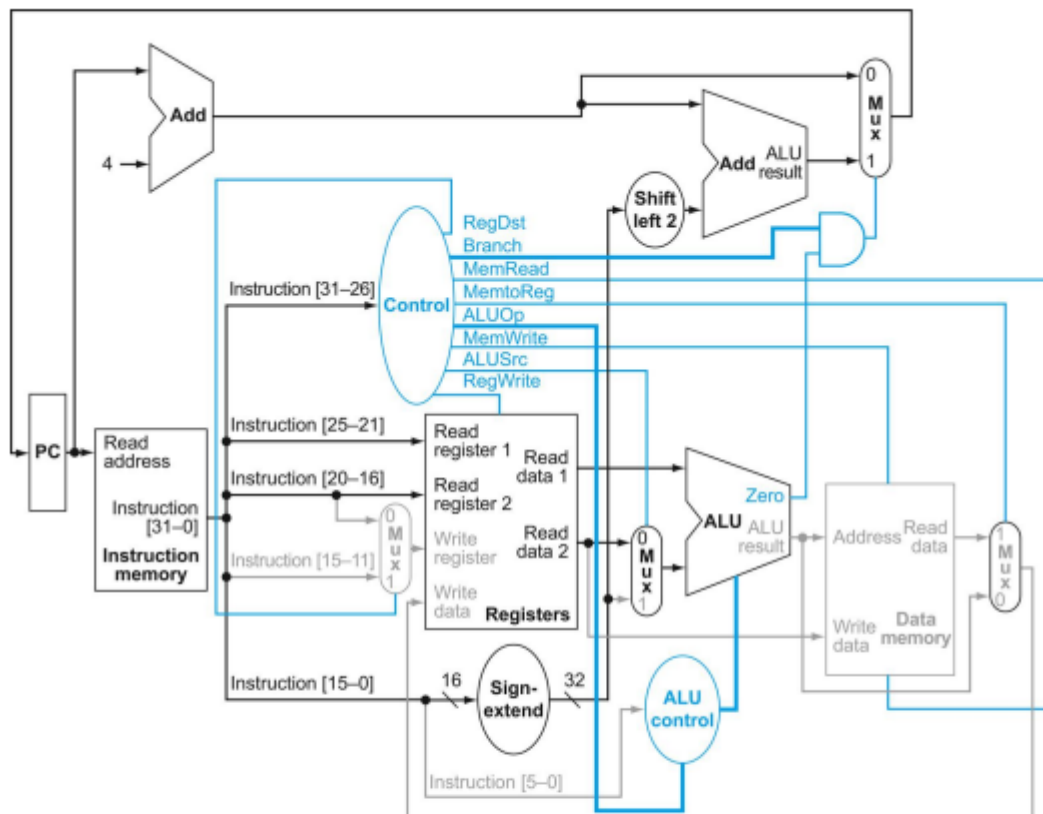 0
M
u
x
1
Add
4
Add
ALU
result
Shift
left 2
RegDst
Branch
MemRead
MemtoReg
ALUOp
MemWrite
ALUSrc
RegWrite
Instruction [31–26]
Control
PC
Read
address
Instruction
[31–0]
Instruction
memory
Instruction [25–21]
Instruction [20–16]
Instruction [15–11]
0
M
u
x
1
Read
register 1
Read
register 2
Write
register
Write
data
Read
data 1
Read
data 2
Registers
0
M
u
x
1
Zero
ALU
ALU
result
Address
Read
data
Write
data
Data
memory
1
M
u
x
0
Instruction [15–0]
16
Sign-
extend
32
ALU
control
Instruction [5–0]